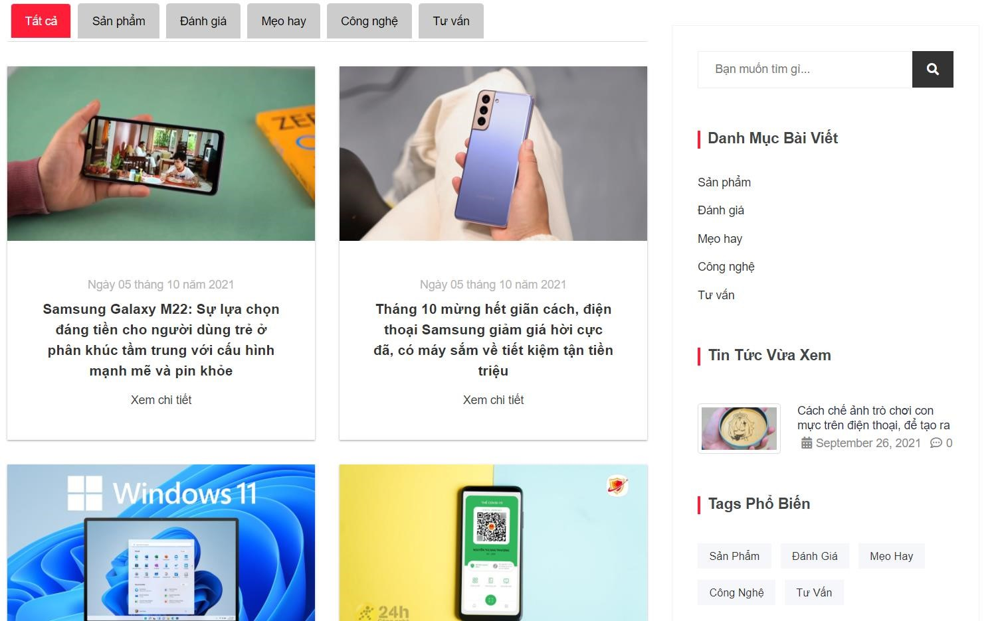 Tất cả
Sản phẩm
Đánh giá
Mẹo hay
Công nghệ
Tư vấn
ZEE
Ngày 05 tháng 10 năm 2021
Samsung Galaxy M22: Sự lựa chọn
đáng tiền cho người dùng trẻ ở
phân khúc tầm trung với cấu hình
mạnh mẽ và pin khỏe
Xem chi tiết
Ngày 05 tháng 10 năm 2021
Tháng 10 mừng hết giãn cách, điện
thoại Samsung giảm giá hời cực
đã, có máy sắm về tiết kiệm tận tiền
triệu
Xem chi tiết
Windows 11
THẺ COVID-19
24h
Bạn muốn tìm gì...
Danh Mục Bài Viết
Sản phẩm
Đánh giá
Mẹo hay
Công nghệ
Tư vấn
Tin Tức Vừa Xem
Cách chế ảnh trò chơi con
mực trên điện thoại, để tạo ra
September 26, 2021 0
Tags Phổ Biến
Sản Phẩm
Đánh Giá
Mẹo Hay
Công Nghệ
Tư Vấn